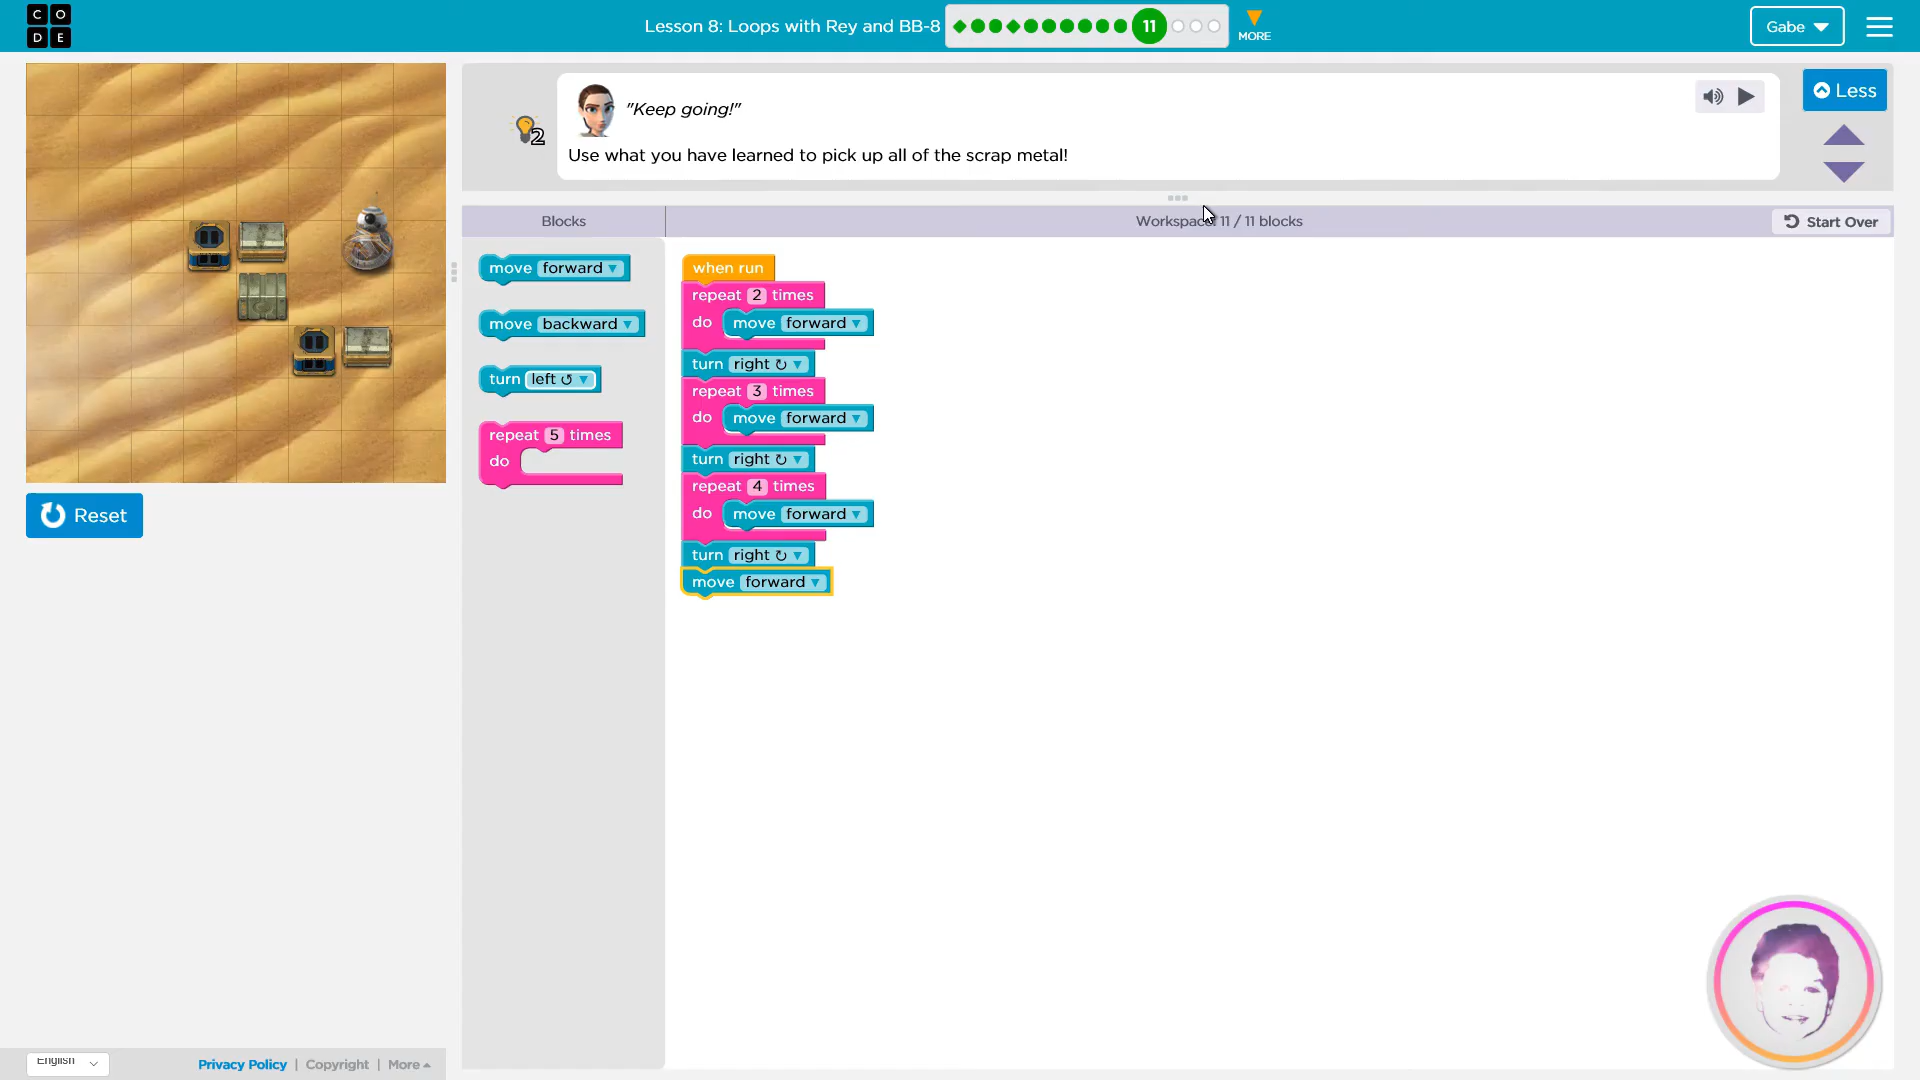 C O
D E
Lesson 8: Loops with Rey and BB-8
11
MORE
Gabe
2
"Keep going!"
Use what you have learned to pick up all of the scrap metal!
Less
Blocks
Workspace: 11 / 11 blocks
Start Over
move forward
move backward
turn left
repeat 5 times
do
when run
repeat 2 times
do move forward
turn right
repeat 3 times
do move forward
turn right
repeat 4 times
do move forward
turn right
move forward
Reset
English
Privacy Policy | Copyright | More